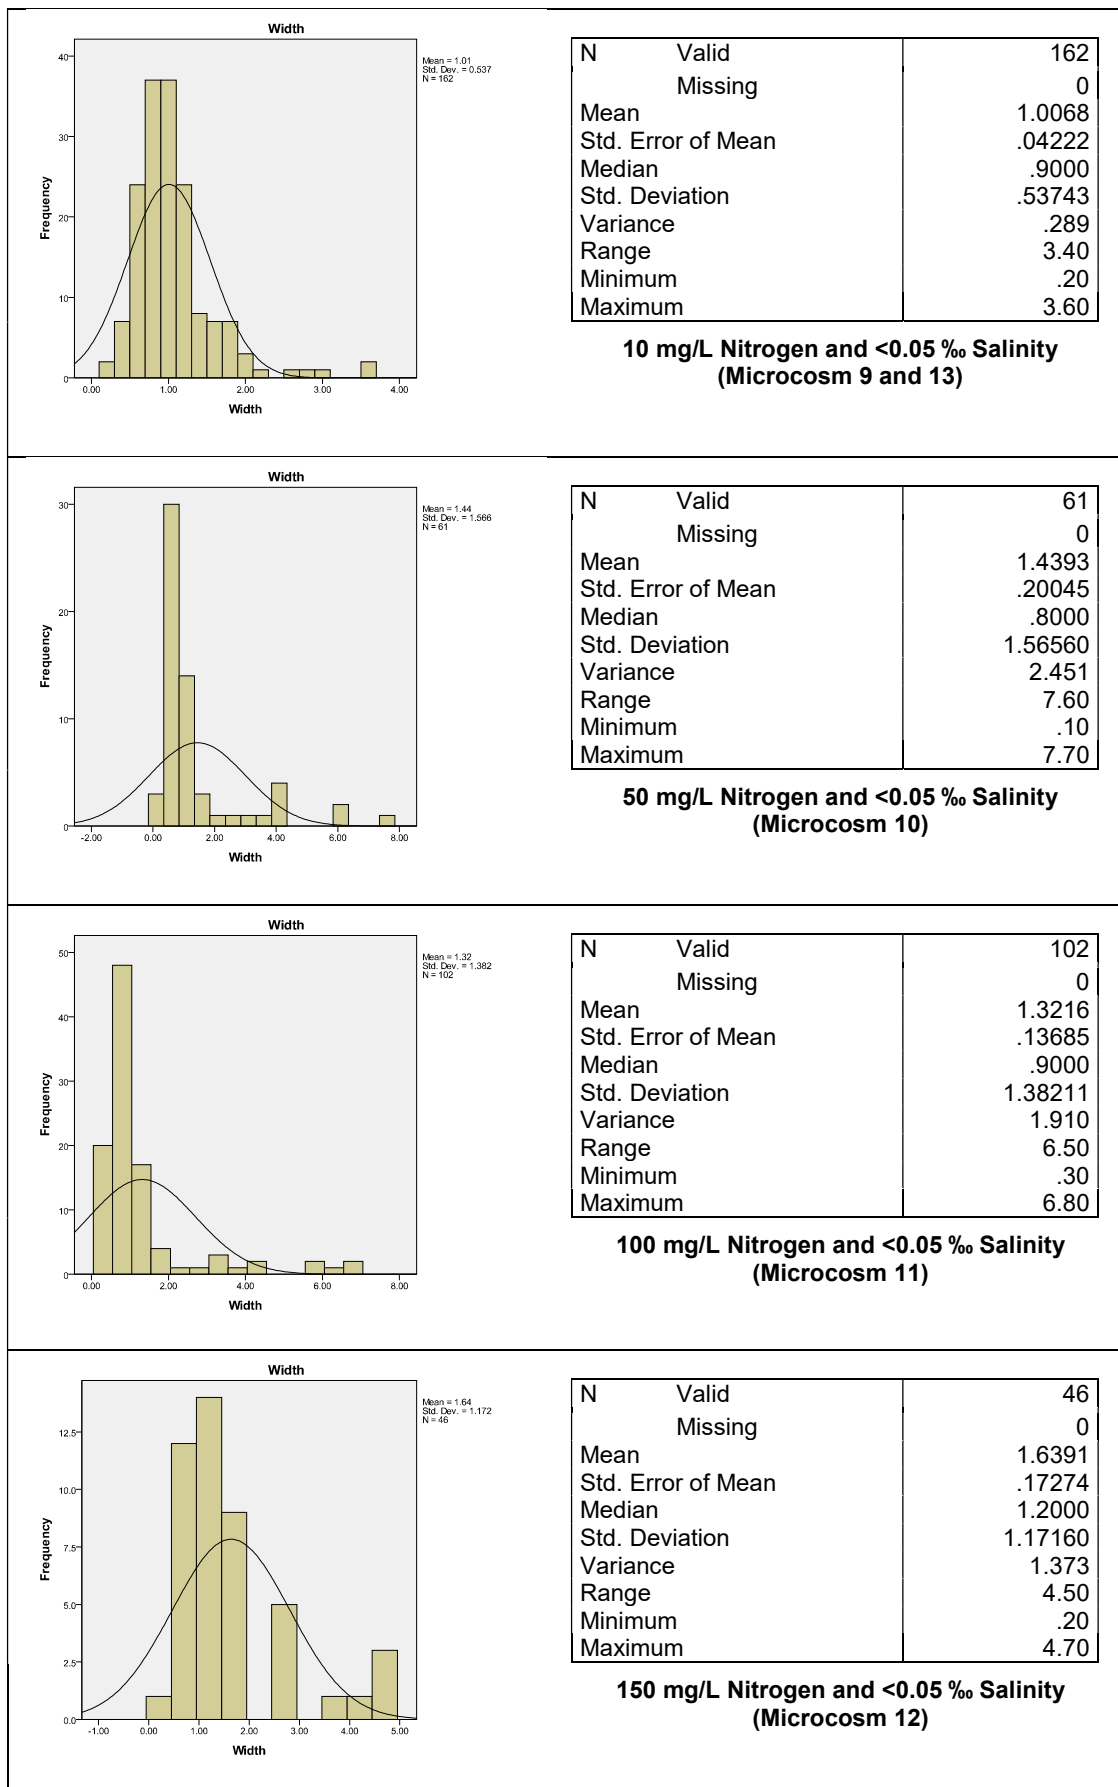 Width
Mean = 1.01
Std. Dev. = 0.537
N = 162
Frequency
40
30
20
10
0
0.00 1.00 2.00 3.00 4.00
Width
N Valid 162
Missing 0
Mean 1.0068
Std. Error of Mean .04222
Median .9000
Std. Deviation .53743
Variance .289
Range 3.40
Minimum .20
Maximum 3.60
10 mg/L Nitrogen and <0.05 ‰ Salinity
(Microcosm 9 and 13)
Width
Mean = 1.44
Std. Dev. = 1.566
N = 61
Frequency
30
20
10
0
-2.00 0.00 2.00 4.00 6.00 8.00
Width
N Valid 61
Missing 0
Mean 1.4393
Std. Error of Mean .20045
Median .8000
Std. Deviation 1.56560
Variance 2.451
Range 7.60
Minimum .10
Maximum 7.70
50 mg/L Nitrogen and <0.05 ‰ Salinity
(Microcosm 10)
Width
Mean = 1.32
Std. Dev. = 1.382
N = 102
Frequency
50
40
30
20
10
0
0.00 2.00 4.00 6.00 8.00
Width
N Valid 102
Missing 0
Mean 1.3216
Std. Error of Mean .13685
Median .9000
Std. Deviation 1.38211
Variance 1.910
Range 6.50
Minimum .30
Maximum 6.80
100 mg/L Nitrogen and <0.05 ‰ Salinity
(Microcosm 11)
Width
Mean = 1.64
Std. Dev. = 1.172
N = 46
Frequency
12.5
10.0
7.5
5.0
2.5
0.0
-1.00 0.00 1.00 2.00 3.00 4.00 5.00
Width
N Valid 46
Missing 0
Mean 1.6391
Std. Error of Mean .17274
Median 1.2000
Std. Deviation 1.17160
Variance 1.373
Range 4.50
Minimum .20
Maximum 4.70
150 mg/L Nitrogen and <0.05 ‰ Salinity
(Microcosm 12)